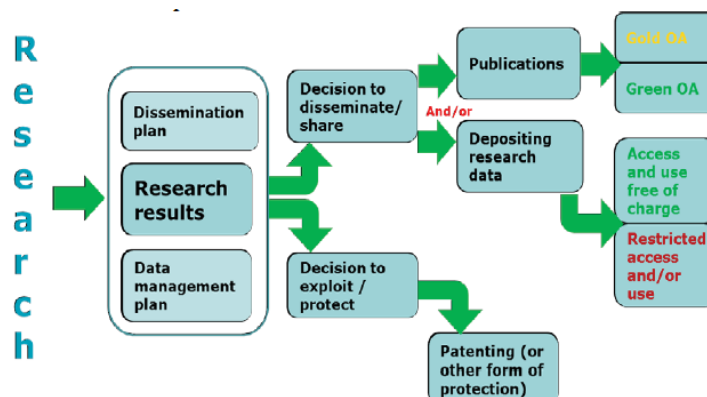 Research
Dissemination
plan
Research
results
Data
management
plan
Decision to
disseminate/
share
And/or
Decision to
exploit /
protect
Publications
Depositing
research
data
Patenting (or
other form of
protection)
Gold OA
Green OA
Access
and use
free of
charge
Restricted
access
and/or
use